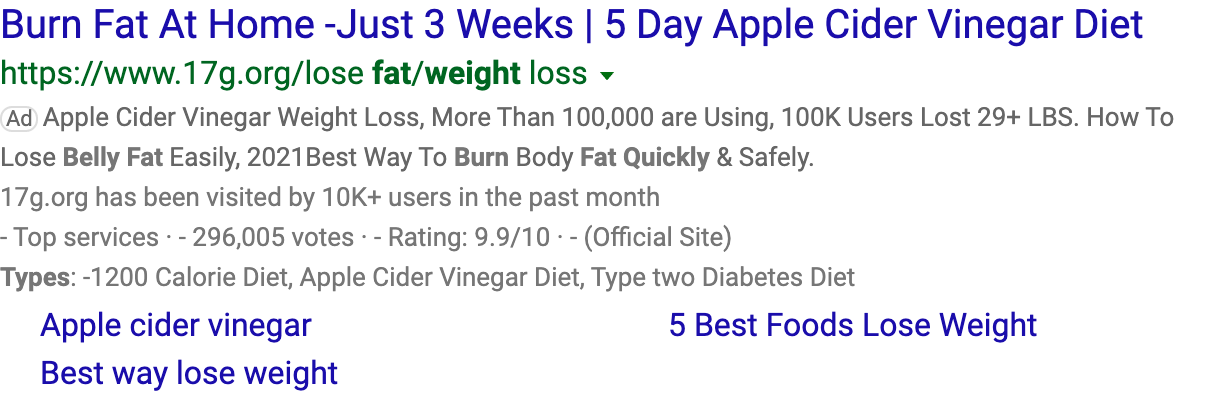 Burn Fat At Home -Just 3 Weeks | 5 Day Apple Cider Vinegar Diet
https://www.17g.org/lose fat/weight loss
Ad Apple Cider Vinegar Weight Loss, More Than 100,000 are Using, 100K Users Lost 29+ LBS. How To
Lose Belly Fat Easily, 2021Best Way To Burn Body Fat Quickly & Safely.
17g.org has been visited by 10K+ users in the past month
- Top services · - 296,005 votes · - Rating: 9.9/10 · - (Official Site)
Types: -1200 Calorie Diet, Apple Cider Vinegar Diet, Type two Diabetes Diet
Apple cider vinegar
5 Best Foods Lose Weight
Best way lose weight